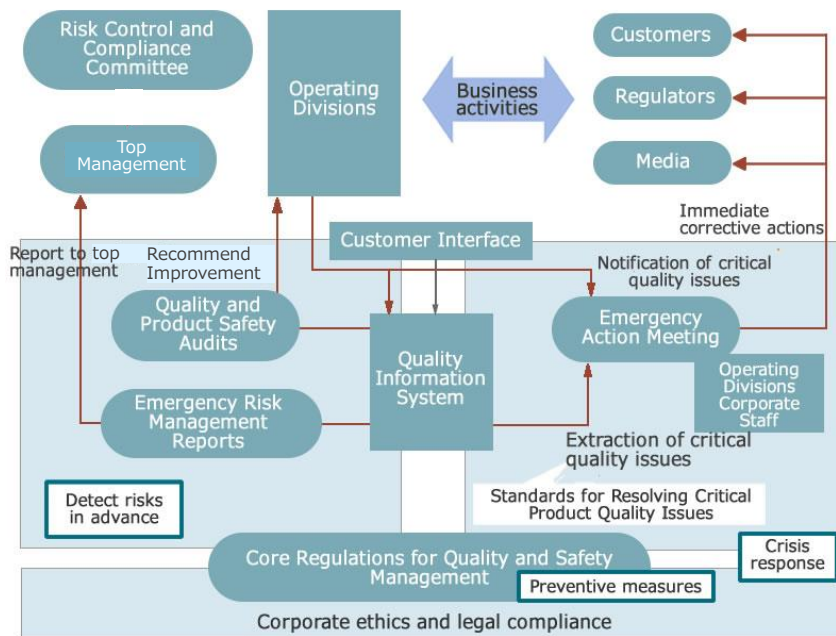 Risk Control and
Compliance
Committee
Operating
Divisions
Business
activities
Customers
Regulators
Media
Top
Management
Immediate
corrective actions
Customer Interface
Report to top
management
Recommend
Improvement
Notification of critical
quality issues
Quality and
Product Safety
Audits
Quality
Information
System
Emergency
Action Meeting
Operating
Divisions
Corporate
Staff
Emergency Risk
Management
Reports
Extraction of critical
quality issues
Detect risks
in advance
Standards for Resolving Critical
Product Quality Issues
Core Regulations for Quality and Safety
Management
Preventive measures
Crisis
response
Corporate ethics and legal compliance